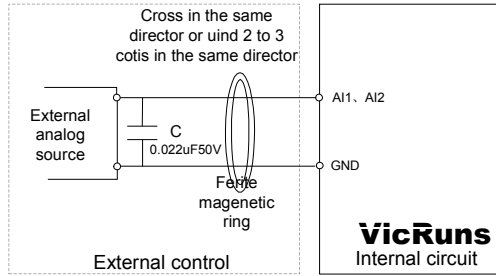 Cross in the same
director or uind 2 to 3
cotis in the same director
External
analog
source
C
0.022uF50V
Ferite
magenetic
ring
External control
AI1、AI2
GND
VicRuns
Internal circuit